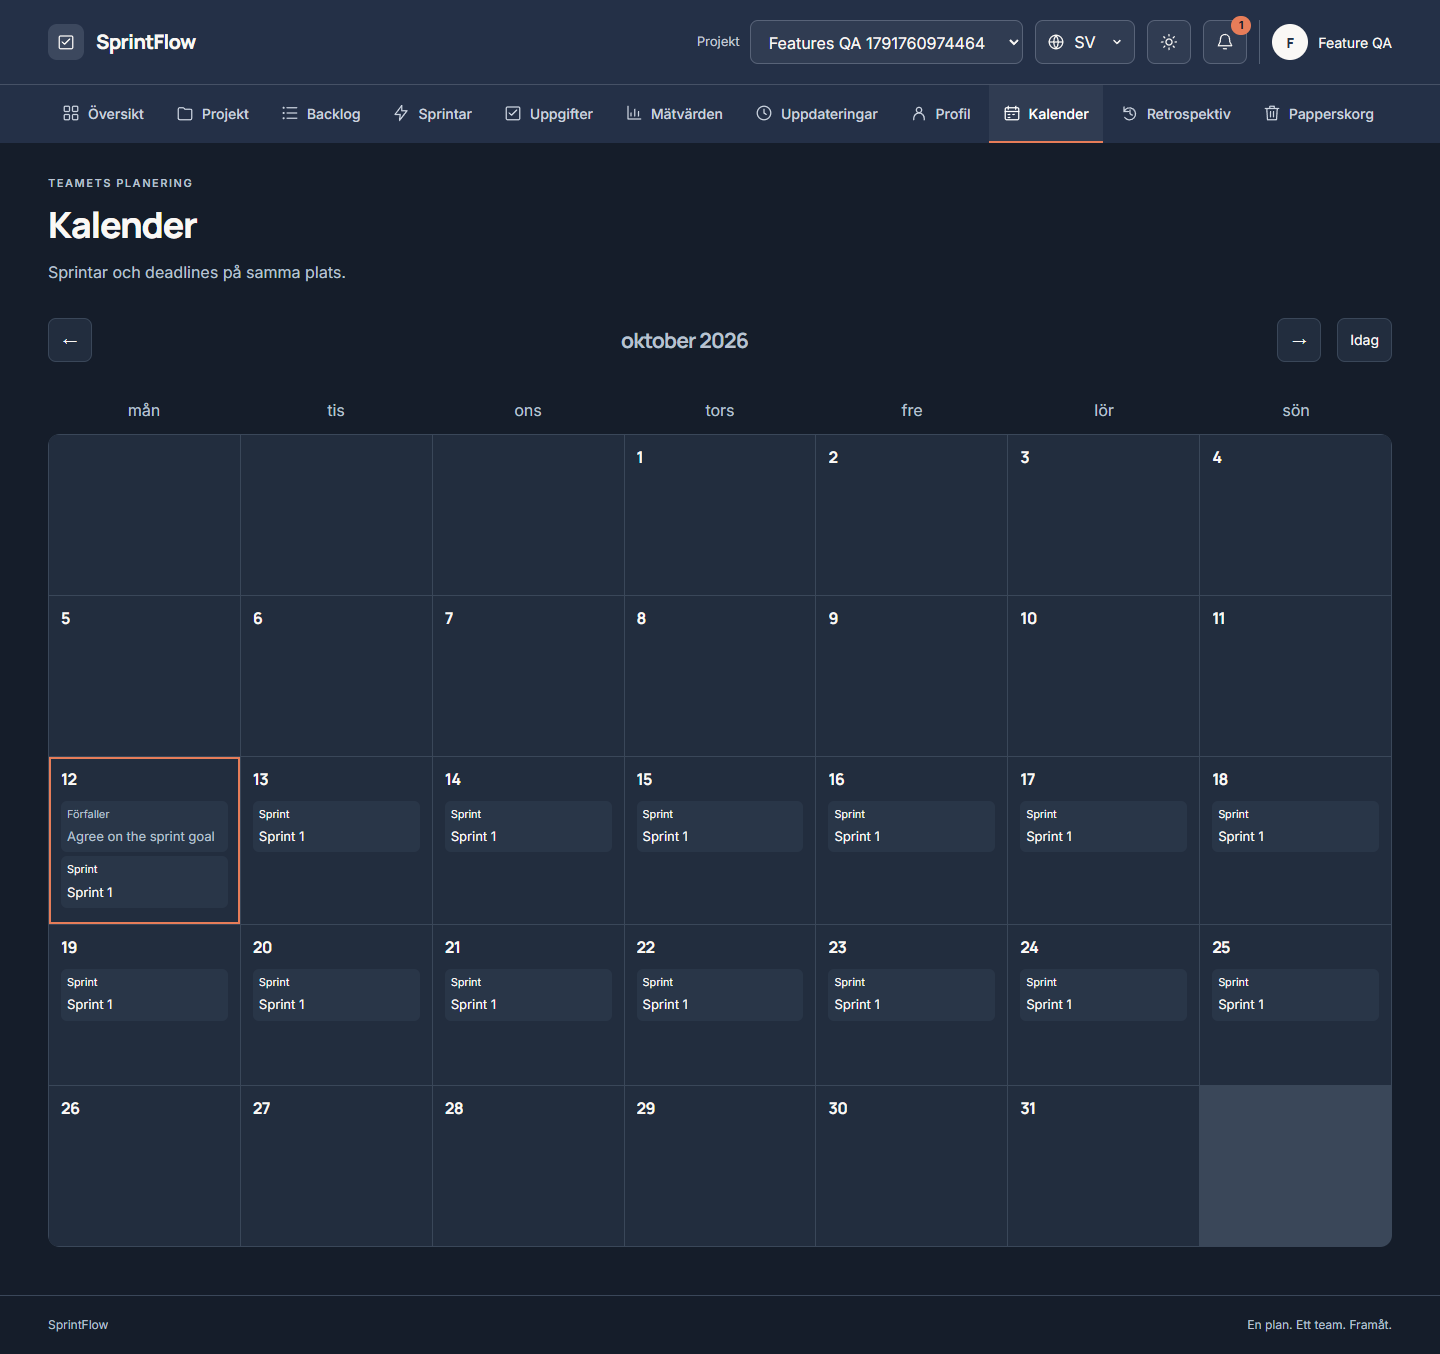 SprintFlow
Projekt
Features QA 1791760974464
SV
1
F
Feature QA
Översikt
Projekt
Backlog
Sprintar
Uppgifter
Mätvärden
Uppdateringar
Profil
Kalender
Retrospektiv
Papperskorg
TEAMETS PLANERING
Kalender
Sprintar och deadlines på samma plats.
←
oktober 2026
→
Idag
mån tis ons tors fre lör sön
1 2 3 4
5 6 7 8 9 10 11
12 13 14 15 16 17 18
Förfaller Sprint Sprint Sprint Sprint Sprint Sprint
Agree on the sprint goal Sprint 1 Sprint 1 Sprint 1 Sprint 1 Sprint 1 Sprint 1
Sprint
Sprint 1
19 20 21 22 23 24 25
Sprint Sprint Sprint Sprint Sprint Sprint Sprint
Sprint 1 Sprint 1 Sprint 1 Sprint 1 Sprint 1 Sprint 1 Sprint 1
26 27 28 29 30 31
SprintFlow
En plan. Ett team. Framåt.